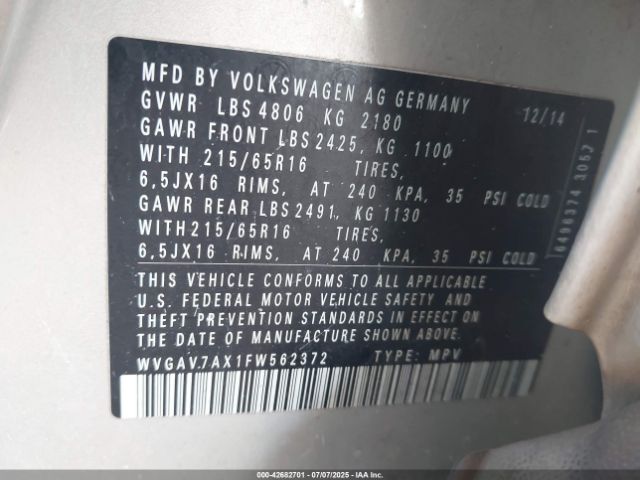 MFD BY VOLKSWAGEN AG GERMANY 12/14
GVWR LBS 4806 KG 2180
GAWR FRONT LBS 2425, KG 1100
WITH 215/65R16 TIRES,
6,5JX16 RIMS, AT 240 KPA, 35 PSI COLD
GAWR REAR LBS 2491, KG 1130
WITH 215/65R16 TIRES,
6,5JX16 RIMS, AT 240 KPA, 35 PSI COLD
THIS VEHICLE CONFORMS TO ALL APPLICABLE
U.S. FEDERAL MOTOR VEHICLE SAFETY AND
THEFT PREVENTION STANDARDS IN EFFECT ON
THE DATE OF MANUFACTURE SHOWN ABOVE.
WVGAV7AX1FW562372 TYPE: MPV
000-42682701 - 07/07/2025 - IAAI.COM